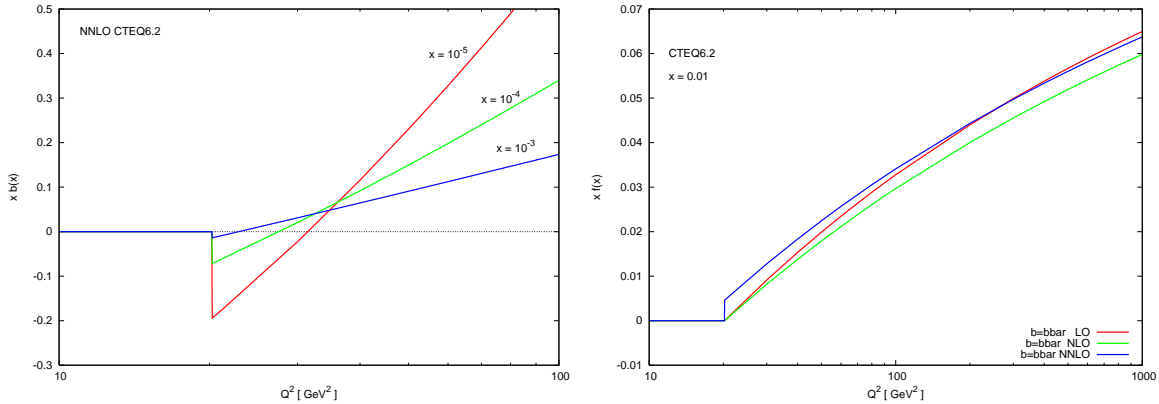 NNLO CTEQ6.2
x = 10^-5
x = 10^-4
x = 10^-3
x b(x)
0.5
0.4
0.3
0.2
0.1
0
-0.1
-0.2
-0.3
10
100
Q^2 [ GeV^2 ]
CTEQ6.2
x = 0.01
x f(x)
0.07
0.06
0.05
0.04
0.03
0.02
0.01
0
-0.01
10
100
1000
Q^2 [ GeV^2 ]
b=bbar LO
b=bbar NLO
b=bbar NNLO